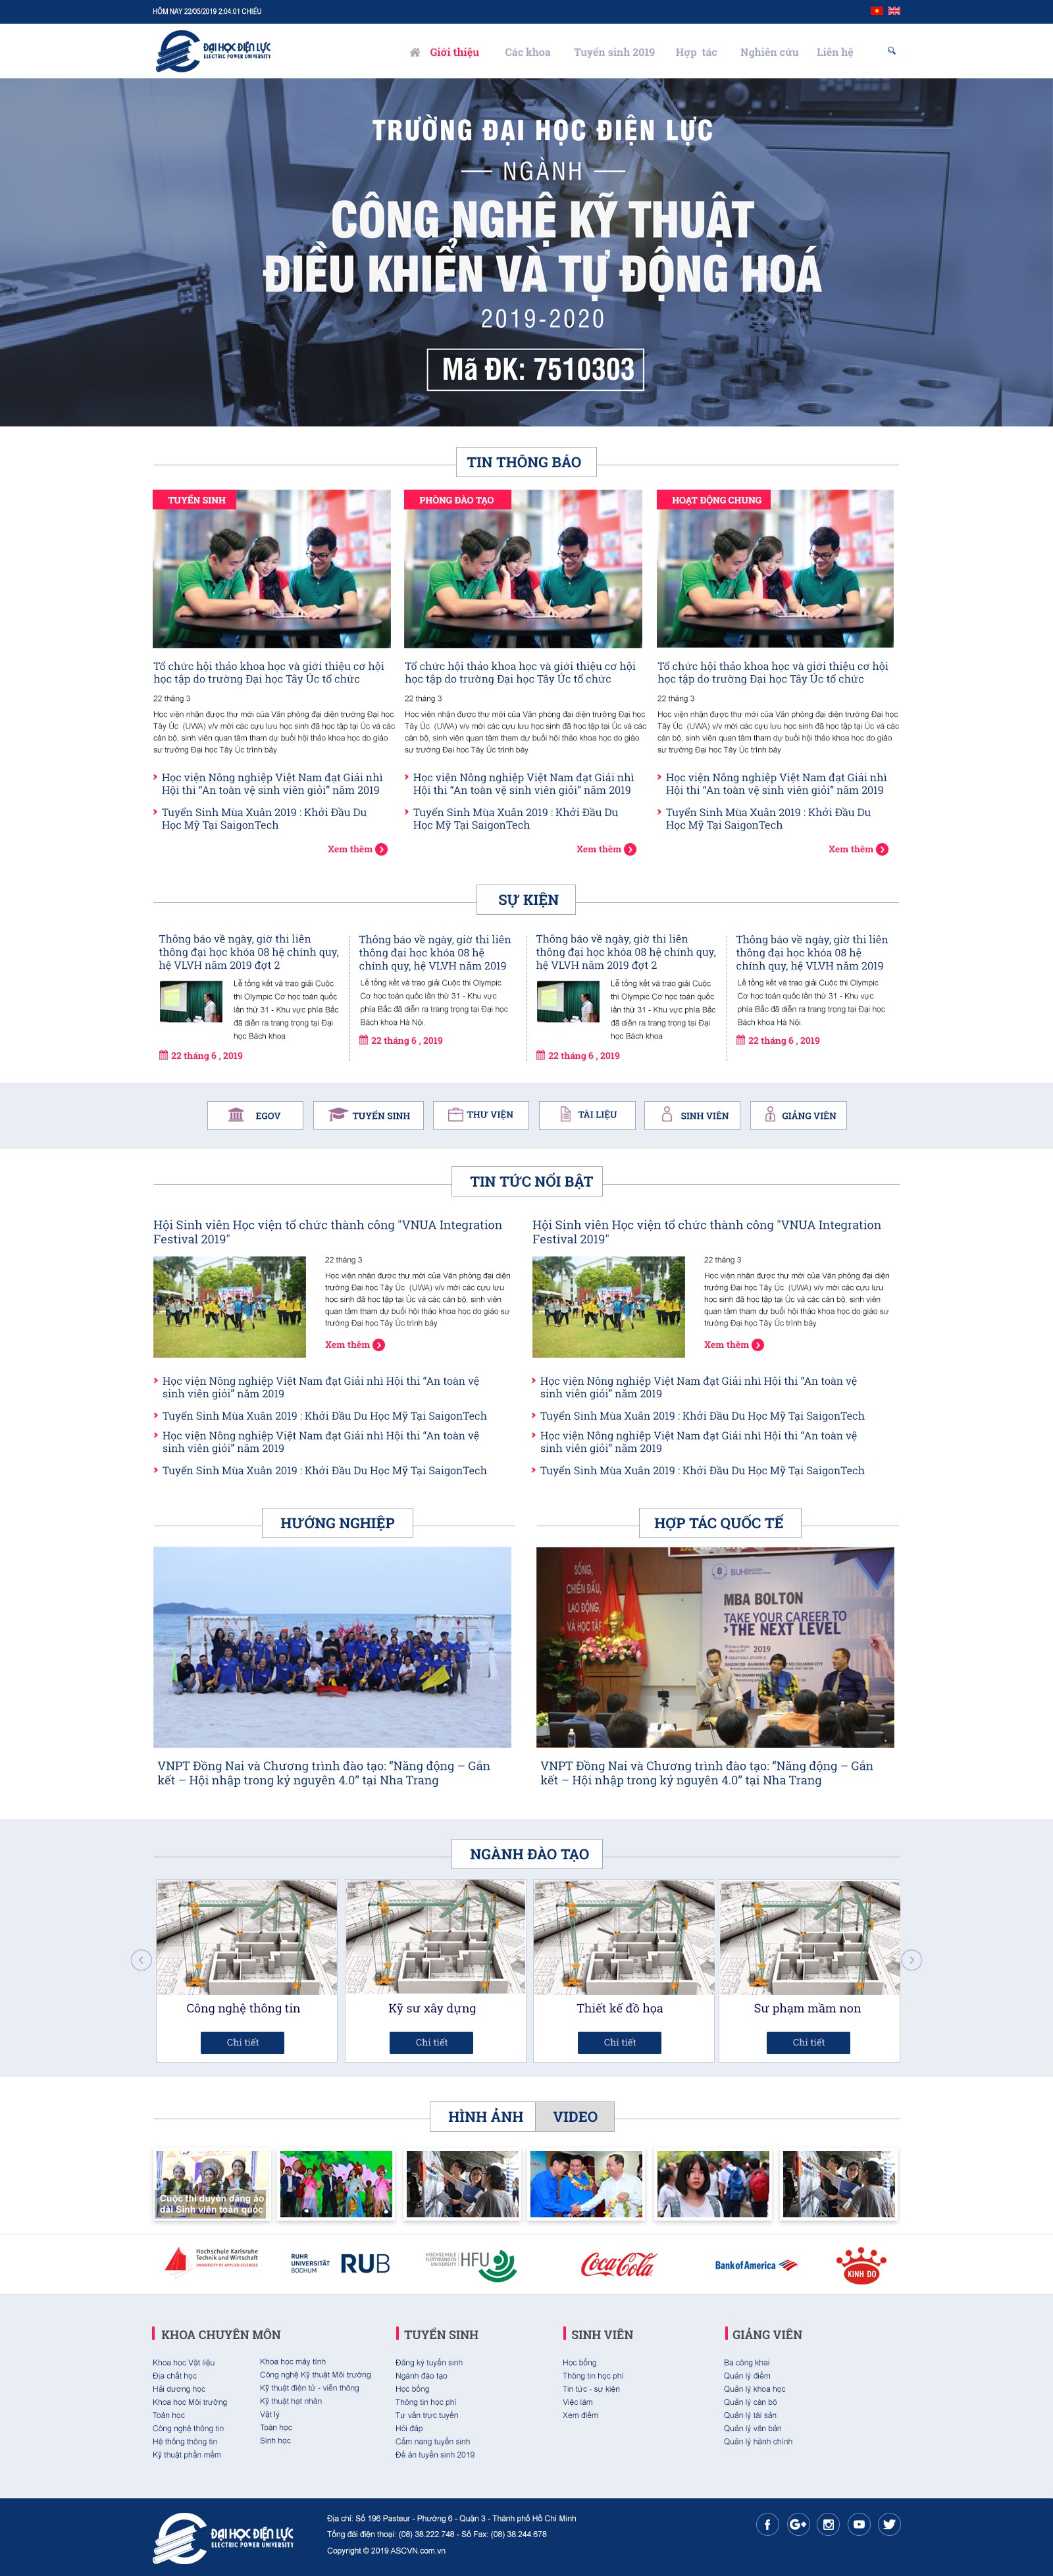 HÔM NAY 22/05/2019 2:04:01 CHIỀU
ĐẠI HỌC ĐIỆN LỰC
ELECTRIC POWER UNIVERSITY
Giới thiệu Các khoa Tuyển sinh 2019 Hợp tác Nghiên cứu Liên hệ
TRƯỜNG ĐẠI HỌC ĐIỆN LỰC
NGÀNH
CÔNG NGHỆ KỸ THUẬT
ĐIỀU KHIỂN VÀ TỰ ĐỘNG HOÁ
2019-2020
Mã ĐK: 7510303
TIN THÔNG BÁO
TUYỂN SINH
Tổ chức hội thảo khoa học và giới thiệu cơ hội
học tập do trường Đại học Tây Úc tổ chức
22 tháng 3
Học viện nhận được thư mời của Văn phòng đại diện trường Đại học
Tây Úc (UWA) v/v mời các cựu lưu học sinh đã học tập tại Úc và các
cán bộ, sinh viên quan tâm tham dự buổi hội thảo khoa học do giáo
sư trường Đại học Tây Úc trình bày
Học viện Nông nghiệp Việt Nam đạt Giải nhì
Hội thi “An toàn vệ sinh viên giỏi” năm 2019
Tuyển Sinh Mùa Xuân 2019 : Khởi Đầu Du
Học Mỹ Tại SaigonTech
Xem thêm
PHÒNG ĐÀO TẠO
Tổ chức hội thảo khoa học và giới thiệu cơ hội
học tập do trường Đại học Tây Úc tổ chức
22 tháng 3
Học viện nhận được thư mời của Văn phòng đại diện trường Đại học
Tây Úc (UWA) v/v mời các cựu lưu học sinh đã học tập tại Úc và các
cán bộ, sinh viên quan tâm tham dự buổi hội thảo khoa học do giáo
sư trường Đại học Tây Úc trình bày
Học viện Nông nghiệp Việt Nam đạt Giải nhì
Hội thi “An toàn vệ sinh viên giỏi” năm 2019
Tuyển Sinh Mùa Xuân 2019 : Khởi Đầu Du
Học Mỹ Tại SaigonTech
Xem thêm
HOẠT ĐỘNG CHUNG
Tổ chức hội thảo khoa học và giới thiệu cơ hội
học tập do trường Đại học Tây Úc tổ chức
22 tháng 3
Học viện nhận được thư mời của Văn phòng đại diện trường Đại học
Tây Úc (UWA) v/v mời các cựu lưu học sinh đã học tập tại Úc và các
cán bộ, sinh viên quan tâm tham dự buổi hội thảo khoa học do giáo
sư trường Đại học Tây Úc trình bày
Học viện Nông nghiệp Việt Nam đạt Giải nhì
Hội thi “An toàn vệ sinh viên giỏi” năm 2019
Tuyển Sinh Mùa Xuân 2019 : Khởi Đầu Du
Học Mỹ Tại SaigonTech
Xem thêm
SỰ KIỆN
Thông báo về ngày, giờ thi liên
thông đại học khóa 08 hệ chính quy,
hệ VLVH năm 2019 đợt 2
Lễ tổng kết và trao giải Cuộc
thi Olympic Cơ học toàn quốc
lần thứ 31 - Khu vực phía Bắc
đã diễn ra trang trọng tại Đại
học Bách khoa
22 tháng 6 , 2019
Thông báo về ngày, giờ thi liên
thông đại học khóa 08 hệ
chính quy, hệ VLVH năm 2019
Lễ tổng kết và trao giải Cuộc thi Olympic
Cơ học toàn quốc lần thứ 31 - Khu vực
phía Bắc đã diễn ra trang trọng tại Đại học
Bách khoa Hà Nội.
22 tháng 6 , 2019
Thông báo về ngày, giờ thi liên
thông đại học khóa 08 hệ chính quy,
hệ VLVH năm 2019 đợt 2
Lễ tổng kết và trao giải Cuộc
thi Olympic Cơ học toàn quốc
lần thứ 31 - Khu vực phía Bắc
đã diễn ra trang trọng tại Đại
học Bách khoa
22 tháng 6 , 2019
Thông báo về ngày, giờ thi liên
thông đại học khóa 08 hệ
chính quy, hệ VLVH năm 2019
Lễ tổng kết và trao giải Cuộc thi Olympic
Cơ học toàn quốc lần thứ 31 - Khu vực
phía Bắc đã diễn ra trang trọng tại Đại học
Bách khoa Hà Nội.
22 tháng 6 , 2019
EGOV TUYỂN SINH THƯ VIỆN TÀI LIỆU SINH VIÊN GIẢNG VIÊN
TIN TỨC NỔI BẬT
Hội Sinh viên Học viện tổ chức thành công "VNUA Integration
Festival 2019"
22 tháng 3
Học viện nhận được thư mời của Văn phòng đại diện
trường Đại học Tây Úc (UWA) v/v mời các cựu lưu
học sinh đã học tập tại Úc và các cán bộ, sinh viên
quan tâm tham dự buổi hội thảo khoa học do giáo sư
trường Đại học Tây Úc trình bày
Xem thêm
Học viện Nông nghiệp Việt Nam đạt Giải nhì Hội thi “An toàn vệ
sinh viên giỏi” năm 2019
Tuyển Sinh Mùa Xuân 2019 : Khởi Đầu Du Học Mỹ Tại SaigonTech
Học viện Nông nghiệp Việt Nam đạt Giải nhì Hội thi “An toàn vệ
sinh viên giỏi” năm 2019
Tuyển Sinh Mùa Xuân 2019 : Khởi Đầu Du Học Mỹ Tại SaigonTech
Hội Sinh viên Học viện tổ chức thành công "VNUA Integration
Festival 2019"
22 tháng 3
Học viện nhận được thư mời của Văn phòng đại diện
trường Đại học Tây Úc (UWA) v/v mời các cựu lưu
học sinh đã học tập tại Úc và các cán bộ, sinh viên
quan tâm tham dự buổi hội thảo khoa học do giáo sư
trường Đại học Tây Úc trình bày
Xem thêm
Học viện Nông nghiệp Việt Nam đạt Giải nhì Hội thi “An toàn vệ
sinh viên giỏi” năm 2019
Tuyển Sinh Mùa Xuân 2019 : Khởi Đầu Du Học Mỹ Tại SaigonTech
Học viện Nông nghiệp Việt Nam đạt Giải nhì Hội thi “An toàn vệ
sinh viên giỏi” năm 2019
Tuyển Sinh Mùa Xuân 2019 : Khởi Đầu Du Học Mỹ Tại SaigonTech
HƯỚNG NGHIỆP
VNPT Đồng Nai và Chương trình đào tạo: “Năng động – Gắn
kết – Hội nhập trong kỷ nguyên 4.0” tại Nha Trang
HỢP TÁC QUỐC TẾ
SỐNG,
CHIẾN ĐẤU,
LAO ĐỘNG,
VÀ HỌC TẬP
BUH
MBA BOLTON
TAKE YOUR CAREER TO
THE NEXT LEVEL
2019
VNPT Đồng Nai và Chương trình đào tạo: “Năng động – Gắn
kết – Hội nhập trong kỷ nguyên 4.0” tại Nha Trang
NGÀNH ĐÀO TẠO
Công nghệ thông tin Kỹ sư xây dựng Thiết kế đồ họa Sư phạm mầm non
Chi tiết Chi tiết Chi tiết Chi tiết
HÌNH ẢNH VIDEO
Cuộc thi duyên dáng áo
dài Sinh viên toàn quốc
Hochschule Karlsruhe
Technik und Wirtschaft
UNIVERSITY OF APPLIED SCIENCES
RUHR
UNIVERSITÄT
BOCHUM
RUB
HOCHSCHULE
FURTWANGEN
UNIVERSITY
HFU
Coca-Cola
Bank of America
KINH DO
KHOA CHUYÊN MÔN
Khoa học Vật liệu
Địa chất học
Hải dương học
Khoa học Môi trường
Toán học
Công nghệ thông tin
Hệ thống thông tin
Kỹ thuật phần mềm
Khoa học máy tính
Công nghệ Kỹ thuật Môi trường
Kỹ thuật điện tử - viễn thông
Kỹ thuật hạt nhân
Vật lý
Toán học
Sinh học
TUYỂN SINH
Đăng ký tuyển sinh
Ngành đào tạo
Học bổng
Thông tin học phí
Tư vấn trực tuyến
Hỏi đáp
Cẩm nang tuyển sinh
Đề án tuyển sinh 2019
SINH VIÊN
Học bổng
Thông tin học phí
Tin tức - sự kiện
Việc làm
Xem điểm
GIẢNG VIÊN
Ba công khai
Quản lý điểm
Quản lý khoa học
Quản lý cán bộ
Quản lý tài sản
Quản lý văn bản
Quản lý hành chính
ĐẠI HỌC ĐIỆN LỰC
ELECTRIC POWER UNIVERSITY
Địa chỉ: Số 196 Pasteur - Phường 6 - Quận 3 - Thành phố Hồ Chí Minh
Tổng đài điện thoại: (08) 38.222.748 - Số Fax: (08) 38.244.678
Copyright © 2019 ASCVN.com.vn